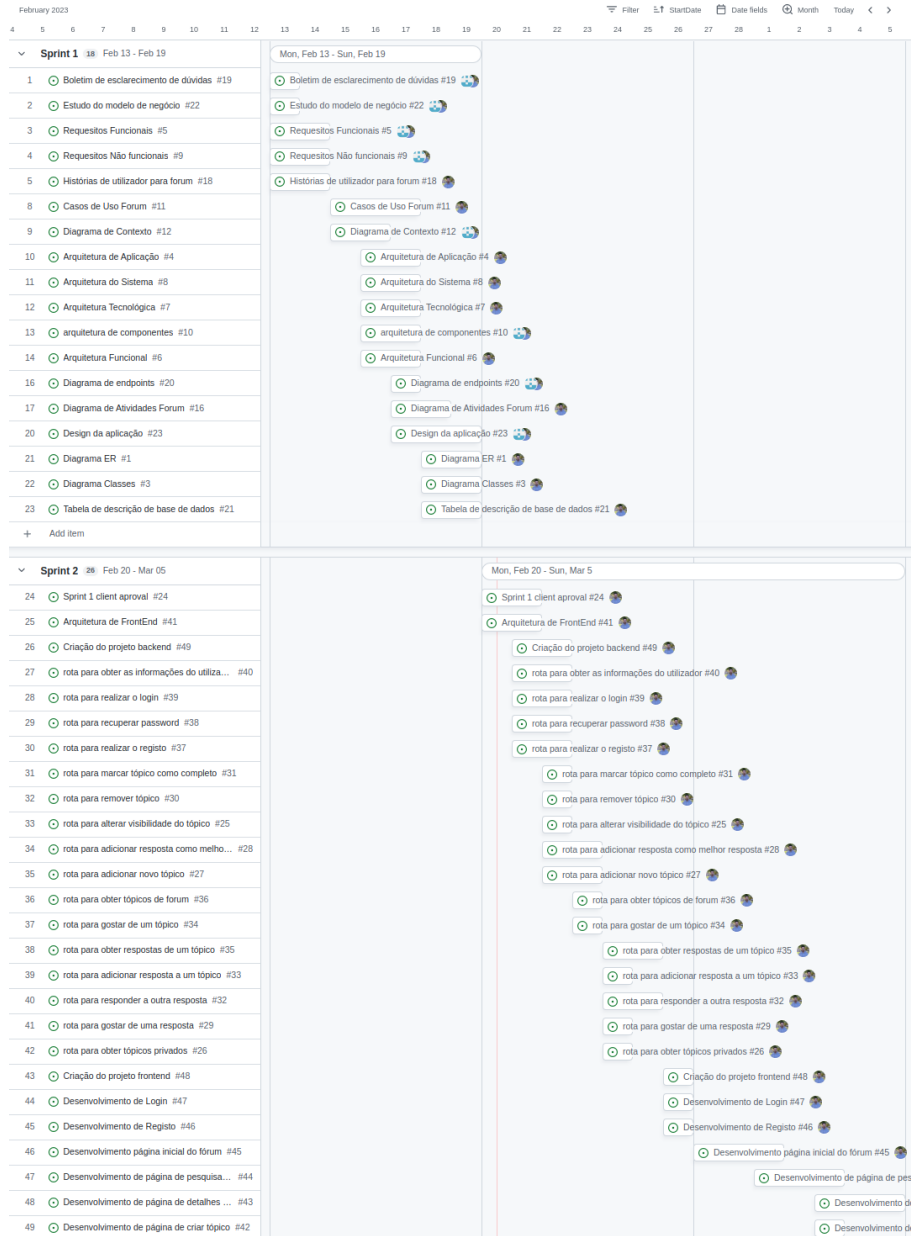 February 2023 Filter StartDate Date fields Month Today
4 5 6 7 8 9 10 11 12 13 14 15 16 17 18 19 20 21 22 23 24 25 26 27 28 1 2 3 4 5
Sprint 1 18 Feb 13 - Feb 19 Mon, Feb 13 - Sun, Feb 19
1 Boletim de esclarecimento de dúvidas #19 Boletim de esclarecimento de dúvidas #19
2 Estudo do modelo de negócio #22 Estudo do modelo de negócio #22
3 Requesitos Funcionais #5 Requesitos Funcionais #5
4 Requesitos Não funcionais #9 Requesitos Não funcionais #9
5 Histórias de utilizador para forum #18 Histórias de utilizador para forum #18
8 Casos de Uso Forum #11 Casos de Uso Forum #11
9 Diagrama de Contexto #12 Diagrama de Contexto #12
10 Arquitetura de Aplicação #4 Arquitetura de Aplicação #4
11 Arquitetura do Sistema #8 Arquitetura do Sistema #8
12 Arquitetura Tecnológica #7 Arquitetura Tecnológica #7
13 arquitetura de componentes #10 arquitetura de componentes #10
14 Arquitetura Funcional #6 Arquitetura Funcional #6
16 Diagrama de endpoints #20 Diagrama de endpoints #20
17 Diagrama de Atividades Forum #16 Diagrama de Atividades Forum #16
20 Design da aplicação #23 Design da aplicação #23
21 Diagrama ER #1 Diagrama ER #1
22 Diagrama Classes #3 Diagrama Classes #3
23 Tabela de descrição de base de dados #21 Tabela de descrição de base de dados #21
+ Add item
Sprint 2 26 Feb 20 - Mar 05 Mon, Feb 20 - Sun, Mar 5
24 Sprint 1 client aproval #24 Sprint 1 client aproval #24
25 Arquitetura de FrontEnd #41 Arquitetura de FrontEnd #41
26 Criação do projeto backend #49 Criação do projeto backend #49
27 rota para obter as informações do utiliza... #40 rota para obter as informações do utilizador #40
28 rota para realizar o login #39 rota para realizar o login #39
29 rota para recuperar password #38 rota para recuperar password #38
30 rota para realizar o registo #37 rota para realizar o registo #37
31 rota para marcar tópico como completo #31 rota para marcar tópico como completo #31
32 rota para remover tópico #30 rota para remover tópico #30
33 rota para alterar visibilidade do tópico #25 rota para alterar visibilidade do tópico #25
34 rota para adicionar resposta como melho... #28 rota para adicionar resposta como melhor resposta #28
35 rota para adicionar novo tópico #27 rota para adicionar novo tópico #27
36 rota para obter tópicos de forum #36 rota para obter tópicos de forum #36
37 rota para gostar de um tópico #34 rota para gostar de um tópico #34
38 rota para obter respostas de um tópico #35 rota para obter respostas de um tópico #35
39 rota para adicionar resposta a um tópico #33 rota para adicionar resposta a um tópico #33
40 rota para responder a outra resposta #32 rota para responder a outra resposta #32
41 rota para gostar de uma resposta #29 rota para gostar de uma resposta #29
42 rota para obter tópicos privados #26 rota para obter tópicos privados #26
43 Criação do projeto frontend #48 Criação do projeto frontend #48
44 Desenvolvimento de Login #47 Desenvolvimento de Login #47
45 Desenvolvimento de Registo #46 Desenvolvimento de Registo #46
46 Desenvolvimento página inicial do fórum #45 Desenvolvimento página inicial do fórum #45
47 Desenvolvimento de página de pesquisa... #44 Desenvolvimento de página de pes
48 Desenvolvimento de página de detalhes ... #43 Desenvolvimento d
49 Desenvolvimento de página de criar tópico #42 Desenvolvimento d